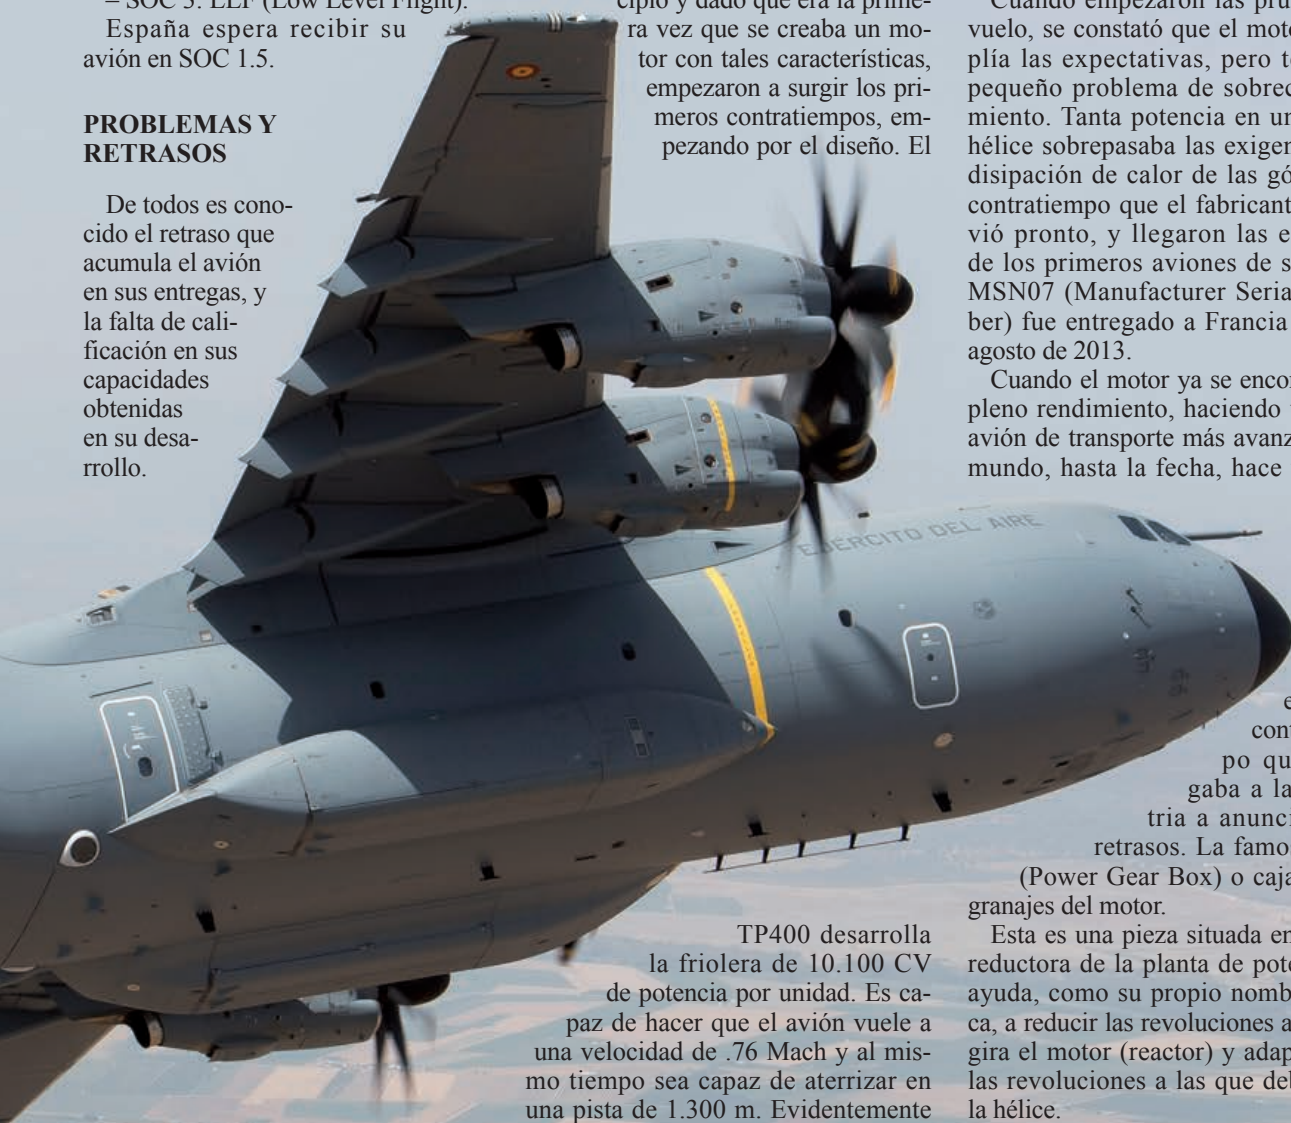 – SOC 3: LLF (Low Level Flight).
España espera recibir su
avión en SOC 1.5.
PROBLEMAS Y
RETRASOS
De todos es cono-
cido el retraso que
acumula el avión
en sus entregas, y
la falta de cali-
ficación en sus
capacidades
obtenidas
en su desa-
rrollo.
cipio y dado que era la prime-
ra vez que se creaba un mo-
tor con tales características,
empezaron a surgir los pri-
meros contratiempos, em-
pezando por el diseño. El
TP400 desarrolla
la friolera de 10.100 CV
de potencia por unidad. Es ca-
paz de hacer que el avión vuele a
una velocidad de .76 Mach y al mis-
mo tiempo sea capaz de aterrizar en
una pista de 1.300 m. Evidentemente
Cuando empezaron las pru
vuelo, se constató que el moto
plía las expectativas, pero t
pequeño problema de sobrec
miento. Tanta potencia en un
hélice sobrepasaba las exigen
disipación de calor de las gó
contratiempo que el fabricant
vió pronto, y llegaron las e
de los primeros aviones de s
MSN07 (Manufacturer Seria
ber) fue entregado a Francia
agosto de 2013.
Cuando el motor ya se encon
pleno rendimiento, haciendo
avión de transporte más avanz
mundo, hasta la fecha, hace
e
cont
po qu
gaba a la
tria a anunci
retrasos. La famo
(Power Gear Box) o caja
granajes del motor.
Esta es una pieza situada en
reductora de la planta de pote
ayuda, como su propio nomb
ca, a reducir las revoluciones a
gira el motor (reactor) y adap
las revoluciones a las que deb
la hélice.
EJERCITO DEL AIRE